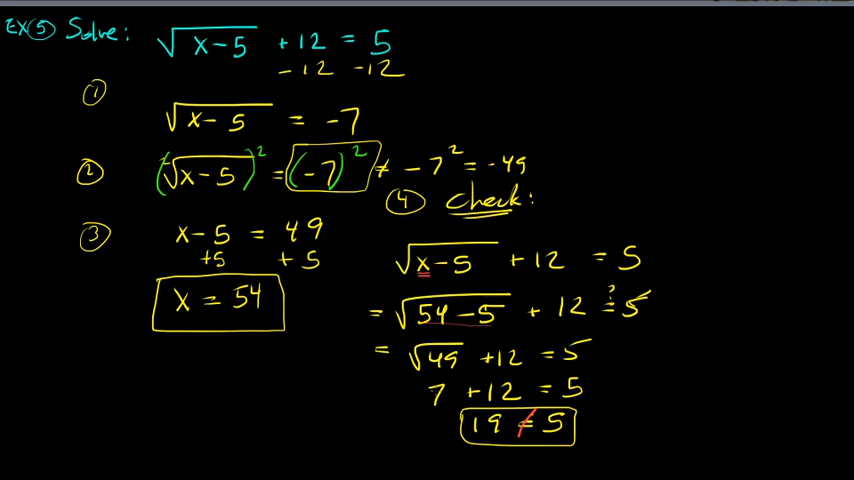 EX⑤ Solve: √(x-5) +12 = 5
-12 -12
①
√(x-5) = -7
② (√(x-5))² = (-7)² ≠ -7² = -49
④ check:
③ x-5 = 49
+5 +5
x = 54
√(x-5) +12 = 5
= √(54-5) + 12 ≟ 5
= √49 +12 = 5
7 +12 = 5
19 ≠ 5